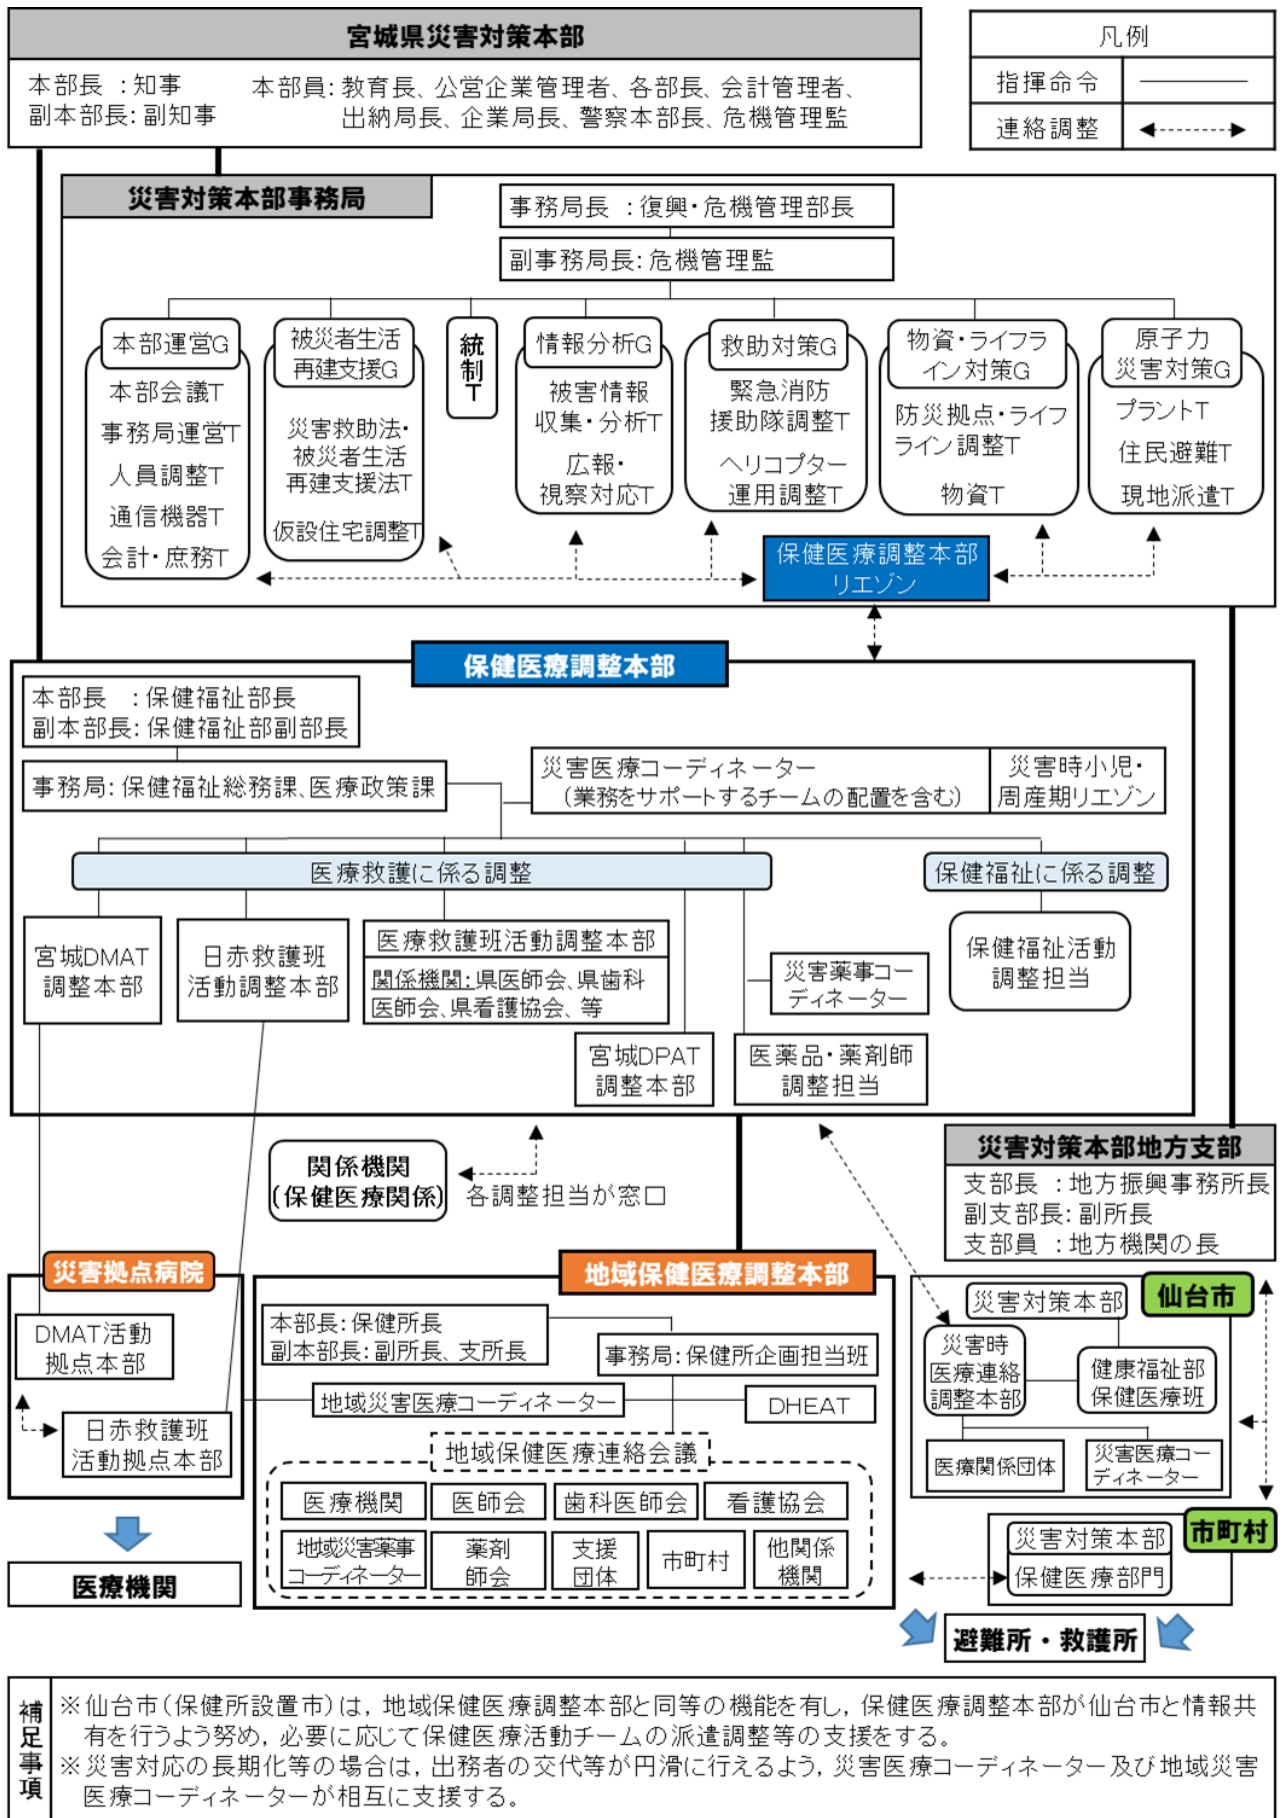 宮城県災害対策本部
本部長 ：知事
副本部長：副知事
本部員：教育長、公営企業管理者、各部長、会計管理者、
出納局長、企業局長、警察本部長、危機管理監
凡例
指揮命令
連絡調整
災害対策本部事務局
事務局長 ：復興・危機管理部長
副事務局長：危機管理監
本部運営G
本部会議T
事務局運営T
人員調整T
通信機器T
会計・庶務T
被災者生活
再建支援G
災害救助法・
被災者生活
再建支援法T
仮設住宅調整T
統制T
情報分析G
被害情報
収集・分析T
広報・
視察対応T
救助対策G
緊急消防
援助隊調整T
ヘリコプター
運用調整T
物資・ライフラ
イン対策G
防災拠点・ライフ
ライン調整T
物資T
原子力
災害対策G
プラントT
住民避難T
現地派遣T
保健医療調整本部
リエゾン
保健医療調整本部
本部長 ：保健福祉部長
副本部長：保健福祉部副部長
事務局：保健福祉総務課、医療政策課
災害医療コーディネーター
（業務をサポートするチームの配置を含む）
災害時小児・
周産期リエゾン
医療救護に係る調整
保健福祉に係る調整
宮城DMAT
調整本部
日赤救護班
活動調整本部
医療救護班活動調整本部
関係機関：県医師会、県歯科
医師会、県看護協会、等
災害薬事コー
ディネーター
保健福祉活動
調整担当
宮城DPAT
調整本部
医薬品・薬剤師
調整担当
関係機関
（保健医療関係）
各調整担当が窓口
災害対策本部地方支部
支部長 ：地方振興事務所長
副支部長：副所長
支部員 ：地方機関の長
災害拠点病院
DMAT活動
拠点本部
日赤救護班
活動拠点本部
医療機関
地域保健医療調整本部
本部長：保健所長
副本部長：副所長、支所長
事務局：保健所企画担当班
地域災害医療コーディネーター
DHEAT
地域保健医療連絡会議
医療機関
医師会
歯科医師会
看護協会
地域災害薬事
コーディネーター
薬剤
師会
支援
団体
市町村
他関係
機関
仙台市
災害対策本部
災害時
医療連絡
調整本部
健康福祉部
保健医療班
医療関係団体
災害医療コー
ディネーター
市町村
災害対策本部
保健医療部門
避難所・救護所
補足事項
※仙台市（保健所設置市）は，地域保健医療調整本部と同等の機能を有し，保健医療調整本部が仙台市と情報共
有を行うよう努め，必要に応じて保健医療活動チームの派遣調整等の支援をする。
※災害対応の長期化等の場合は，出務者の交代等が円滑に行えるよう，災害医療コーディネーター及び地域災害
医療コーディネーターが相互に支援する。